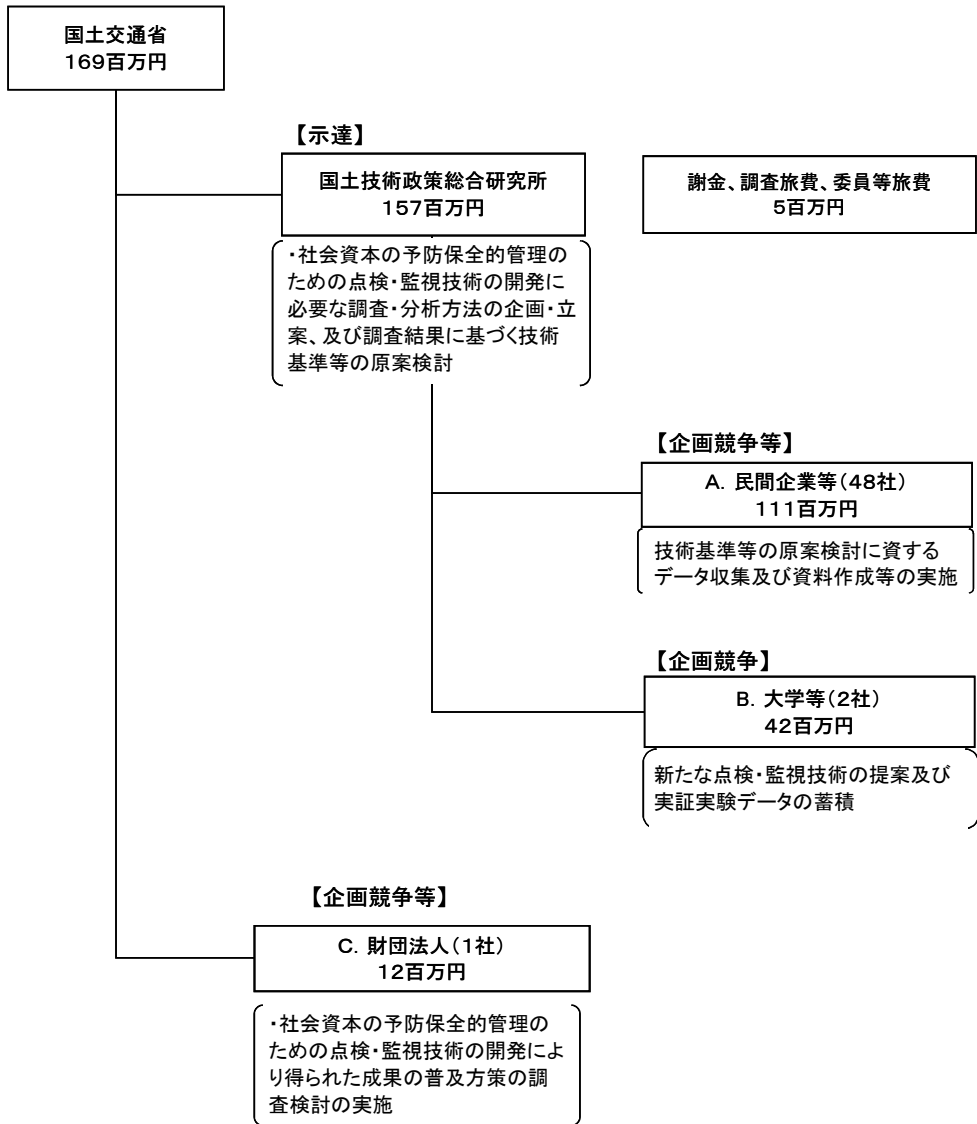 国土交通省
169百万円
【示達】
国土技術政策総合研究所
157百万円
謝金、調査旅費、委員等旅費
5百万円
・社会資本の予防保全的管理の
ための点検・監視技術の開発に
必要な調査・分析方法の企画・立
案、及び調査結果に基づく技術
基準等の原案検討
【企画競争等】
A．民間企業等（48社）
111百万円
技術基準等の原案検討に資する
データ収集及び資料作成等の実施
【企画競争】
B．大学等（2社）
42百万円
新たな点検・監視技術の提案及び
実証実験データの蓄積
【企画競争等】
C．財団法人（1社）
12百万円
・社会資本の予防保全的管理の
ための点検・監視技術の開発によ
り得られた成果の普及方策の調
査検討の実施